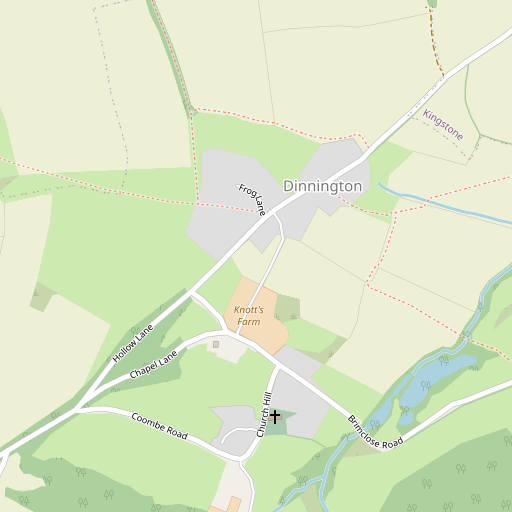 Kingstone
Dinnington
Frog Lane
Knott's
Farm
Hollow Lane
Chapel Lane
Church Hill
Coombe Road
Brimclose Road